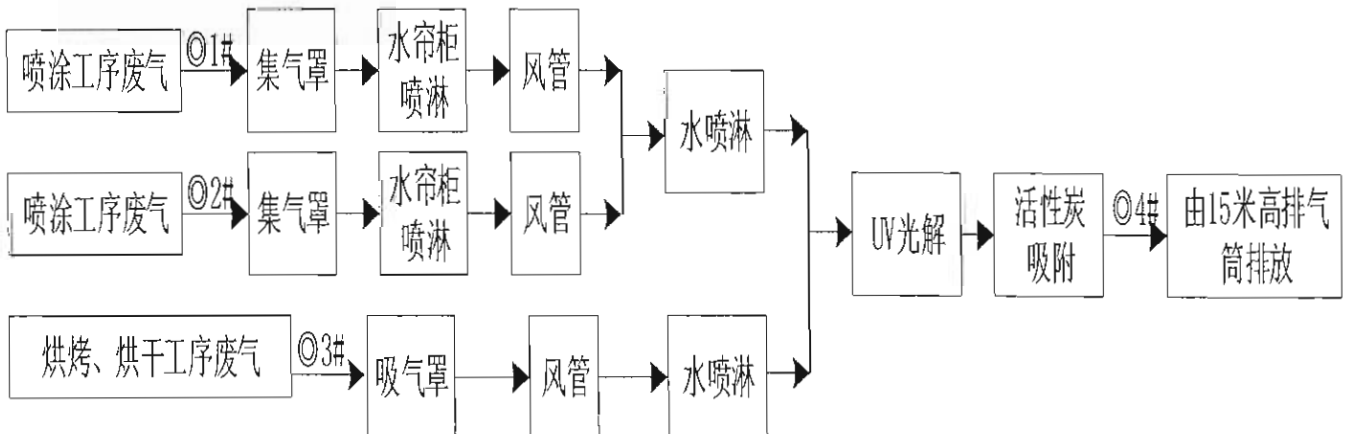 喷涂工序废气
◎1#
集气罩
水帘柜
喷淋
风管
水喷淋
喷涂工序废气
◎2#
集气罩
水帘柜
喷淋
风管
UV光解
活性炭
吸附
◎4#
由15米高排气
筒排放
烘烤、烘干工序废气
◎3#
吸气罩
风管
水喷淋